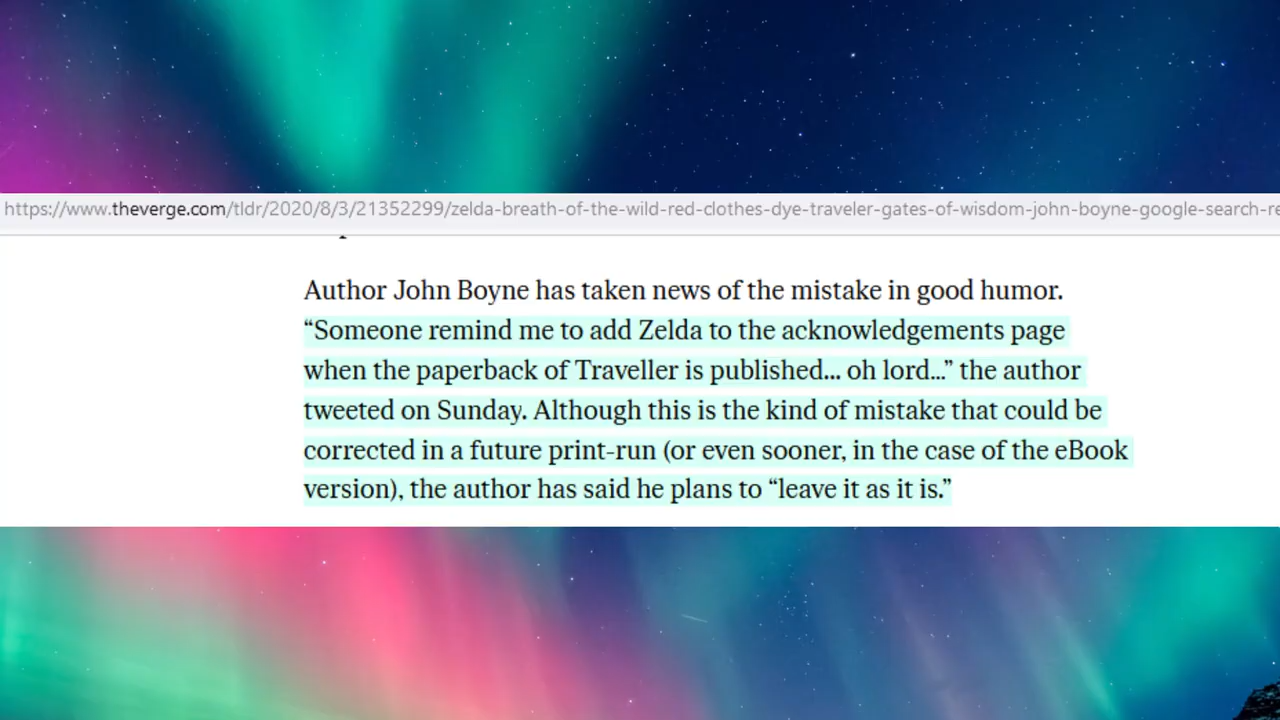 https://www.theverge.com/tldr/2020/8/3/21352299/zelda-breath-of-the-wild-red-clothes-dye-traveler-gates-of-wisdom-john-boyne-google-search-re
Author John Boyne has taken news of the mistake in good humor.
“Someone remind me to add Zelda to the acknowledgements page
when the paperback of Traveller is published... oh lord...” the author
tweeted on Sunday. Although this is the kind of mistake that could be
corrected in a future print-run (or even sooner, in the case of the eBook
version), the author has said he plans to “leave it as it is.”